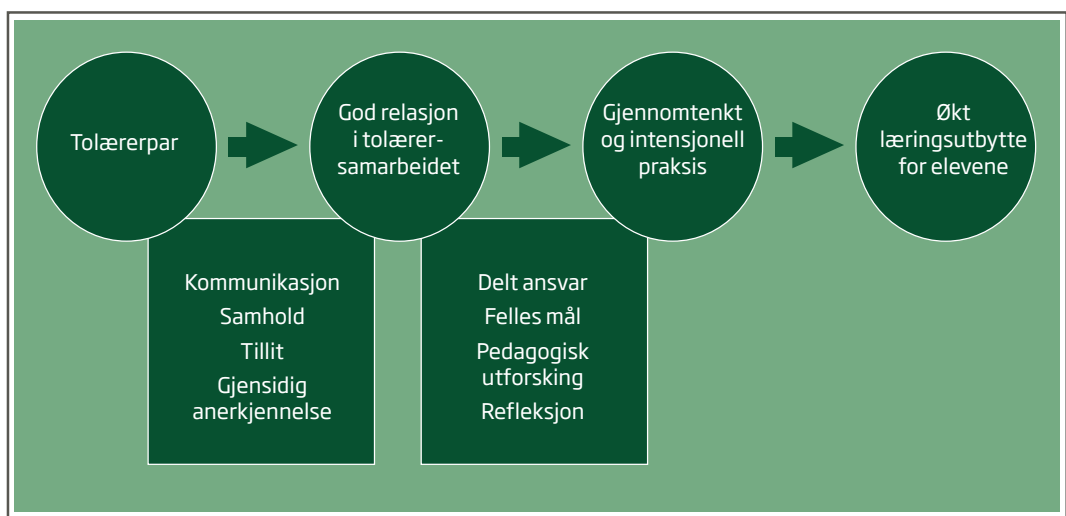 Tolærerpar
God relasjon
i tolærer-
samarbeidet
Gjennomtenkt
og intensjonell
praksis
Økt
læringsutbytte
for elevene
Kommunikasjon
Samhold
Tillit
Gjensidig
anerkjennelse
Delt ansvar
Felles mål
Pedagogisk
utforsking
Refleksjon